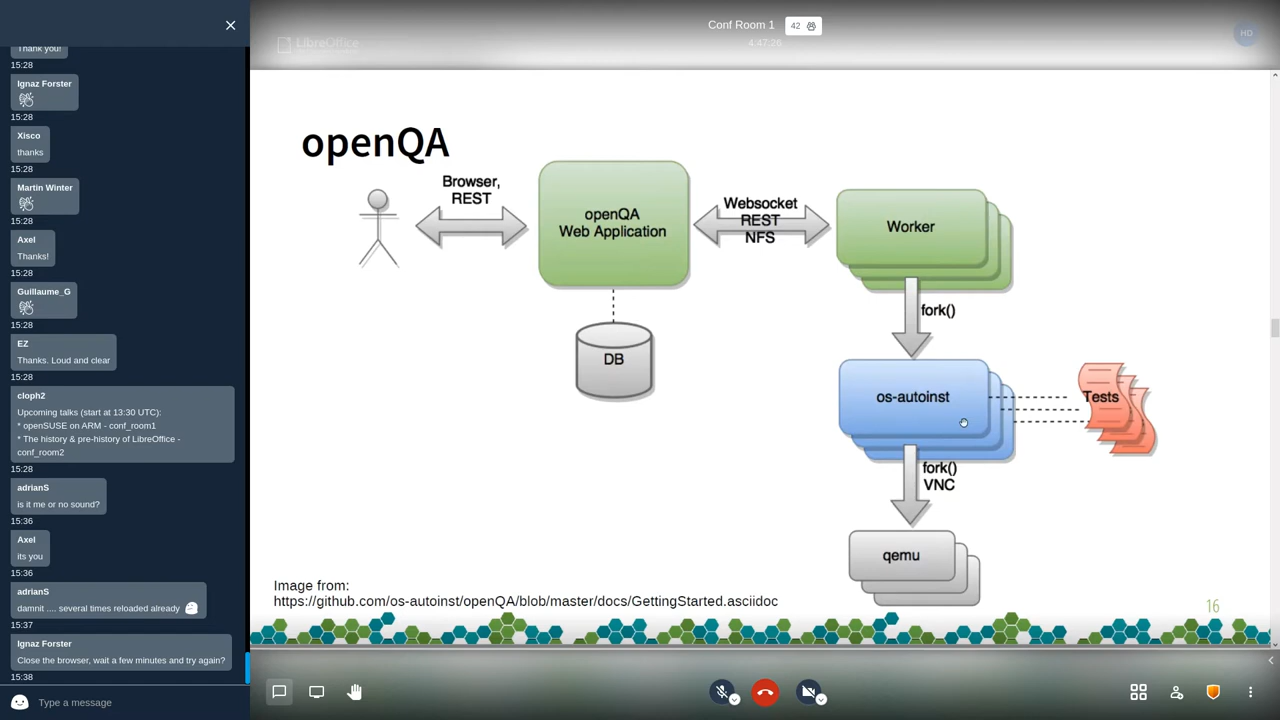 Thank you!
15:28
Ignaz Forster
15:28
Xisco
thanks
15:28
Martin Winter
15:28
Axel
Thanks!
15:28
Guillaume_G
15:28
EZ
Thanks. Loud and clear
15:28
cloph2
Upcoming talks (start at 13:30 UTC):
* openSUSE on ARM - conf_room1
* The history & pre-history of LibreOffice -
conf_room2
15:28
adrianS
is it me or no sound?
15:36
Axel
its you
15:36
adrianS
damnit .... several times reloaded already
15:37
Ignaz Forster
Close the browser, wait a few minutes and try again?
15:38
Type a message
LibreOffice
Conf Room 1
42
4:47:26
HD
openQA
Browser,
REST
openQA
Web Application
DB
Websocket
REST
NFS
Worker
fork()
os-autoinst
Tests
fork()
VNC
qemu
Image from:
https://github.com/os-autoinst/openQA/blob/master/docs/GettingStarted.asciidoc
16